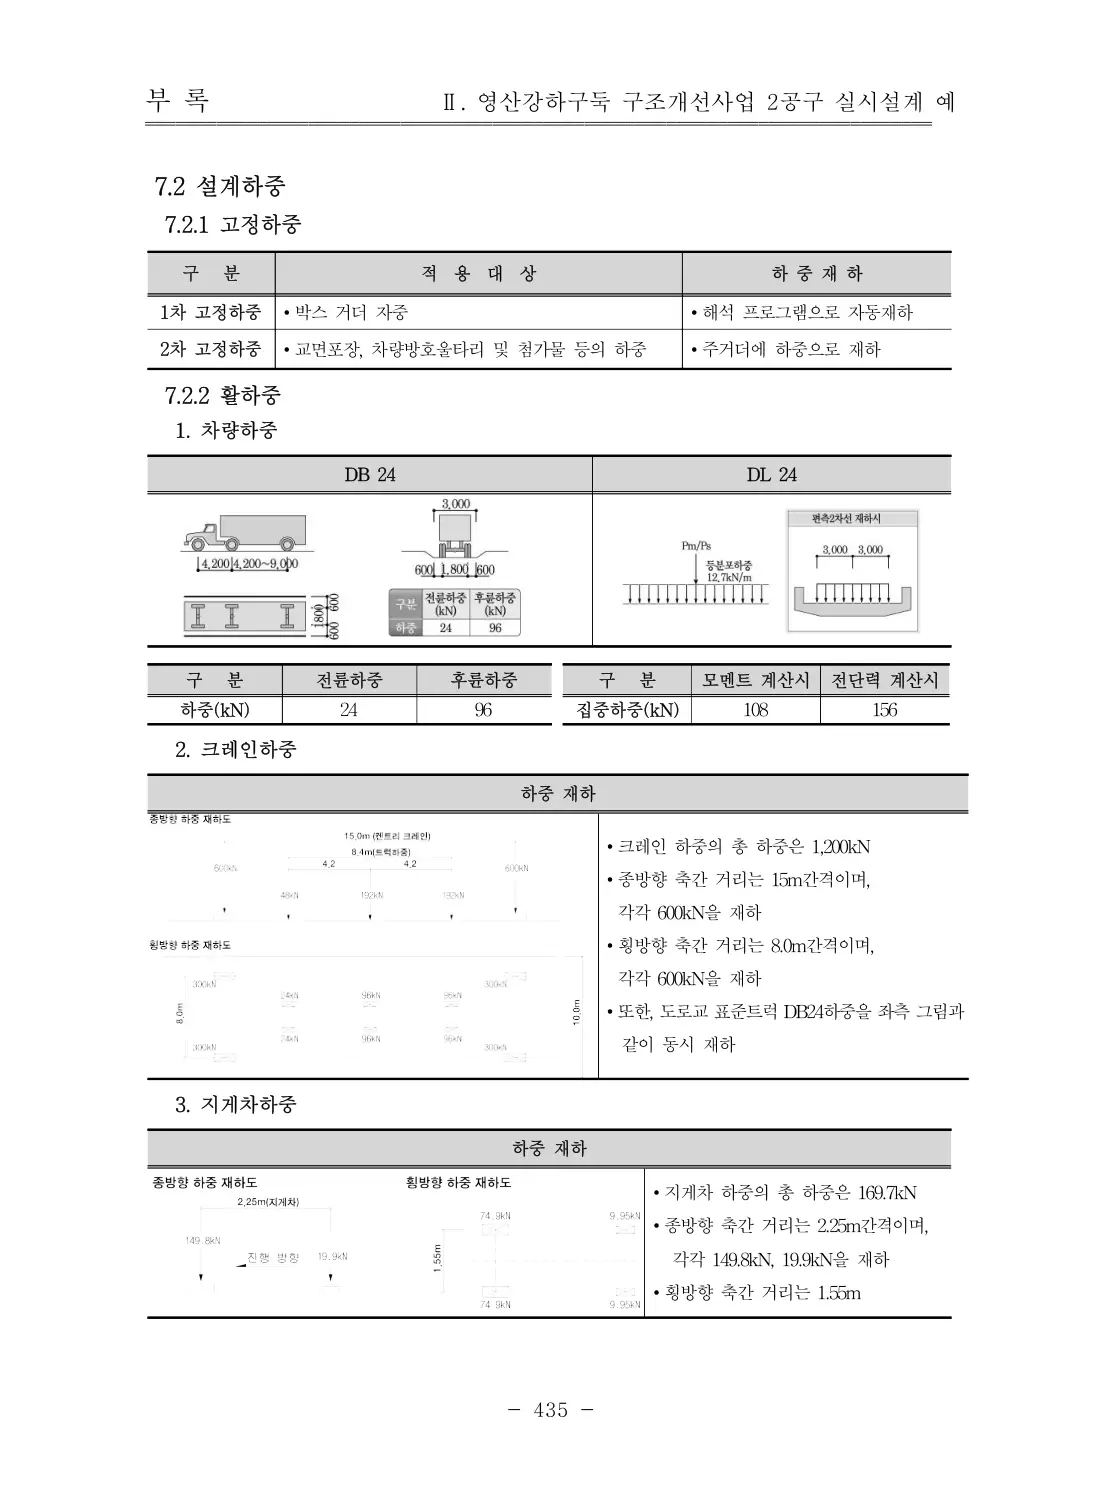 부 록
Ⅱ. 영산강하구둑 구조개선사업 2공구 실시설계 예
7.2 설계하중
7.2.1 고정하중
구 분 적 용 대 상 하 중 재 하
1차 고정하중 •박스 거더 자중 •해석 프로그램으로 자동재하
2차 고정하중 •교면포장, 차량방호울타리 및 첨가물 등의 하중 •주거더에 하중으로 재하
7.2.2 활하중
1. 차량하중
DB 24 DL 24
4,200 4,200~9,000
600
1800
600
3,000
600 1,800 600
구분 전륜하중(kN) 후륜하중(kN)
하중 24 96
Pm/Ps
등분포하중
12.7kN/m
편측2차선 재하시
3,000 3,000
구 분 전륜하중 후륜하중
하중(kN) 24 96
구 분 모멘트 계산시 전단력 계산시
집중하중(kN) 108 156
2. 크레인하중
하중 재하
종방향 하중 재하도
15.0m (켄트리 크레인)
8.4m(트럭하중)
4.2 4.2
600kN 600kN
48kN 192kN 192kN
횡방향 하중 재하도
300kN 300kN
24kN 96kN 96kN
8.0m 10.0m
24kN 96kN 96kN
300kN 300kN
•크레인 하중의 총 하중은 1,200kN
•종방향 축간 거리는 15m간격이며,
각각 600kN을 재하
•횡방향 축간 거리는 8.0m간격이며,
각각 600kN을 재하
•또한, 도로교 표준트럭 DB24하중을 좌측 그림과
같이 동시 재하
3. 지게차하중
하중 재하
종방향 하중 재하도
2.25m(지게차)
149.8kN
진행 방향 19.9kN
횡방향 하중 재하도
74.9kN 9.95kN
1.55m
74.9kN 9.95kN
•지게차 하중의 총 하중은 169.7kN
•종방향 축간 거리는 2.25m간격이며,
각각 149.8kN, 19.9kN을 재하
•횡방향 축간 거리는 1.55m
- 435 -